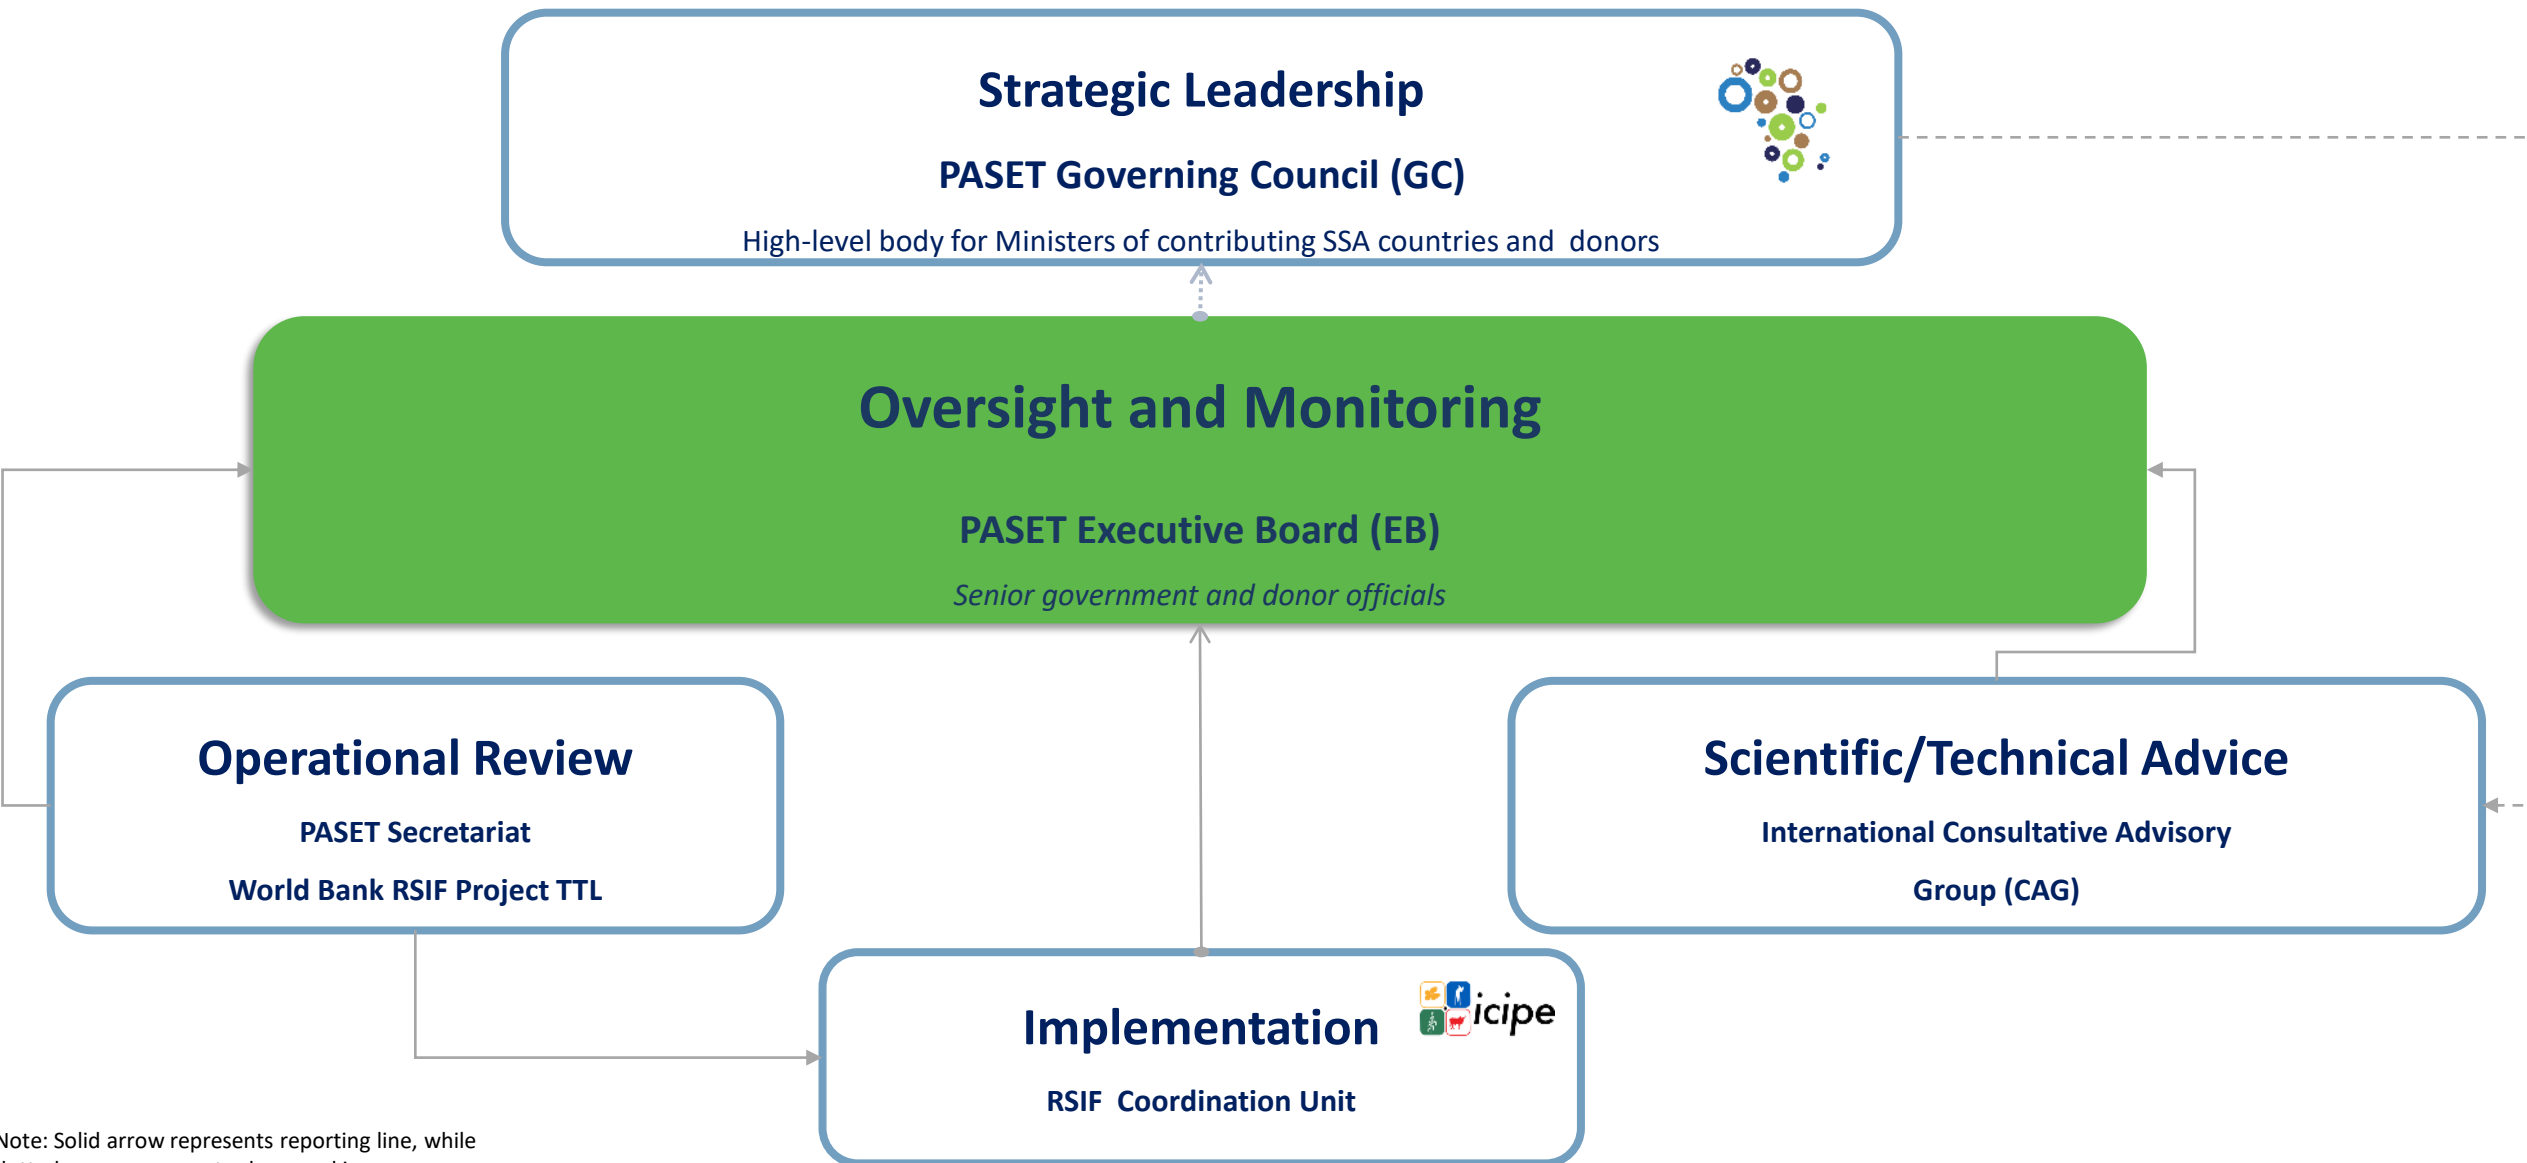 Strategic Leadership
PASET Governing Council (GC)
High-level body for Ministers of contributing SSA countries and donors
Oversight and Monitoring
PASET Executive Board (EB)
Senior government and donor officials
Operational Review
PASET Secretariat
World Bank RSIF Project TTL
Scientific/Technical Advice
International Consultative Advisory
Group (CAG)
Implementation
icipe
RSIF Coordination Unit
Note: Solid arrow represents reporting line, while